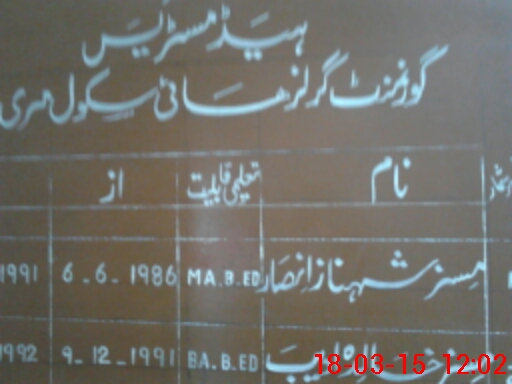 ہیڈ مسٹریس
گورنمنٹ گرلز ھائی سکول مری
نام تعلیمی قابلیت از
مسز شہناز انصار MA.B.ED 6-6-1986 1991
BA.B.ED 9-12-1991 1992
18-03-15 12:02